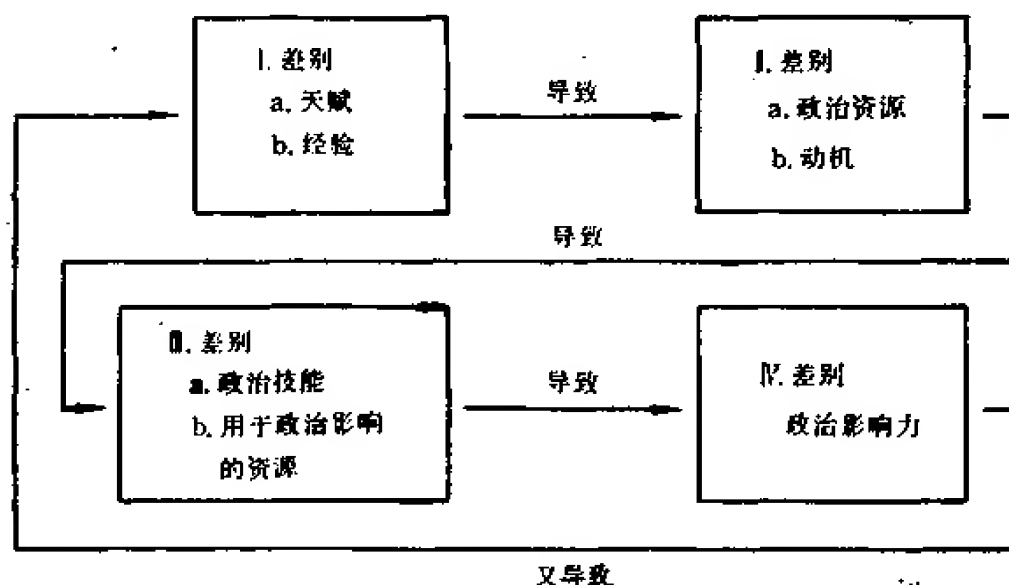 I. 差别
a. 天赋
b. 经验
导致
II. 差别
a. 政治资源
b. 动机
导致
III. 差别
a. 政治技能
b. 用于政治影响
的资源
导致
IV. 差别
政治影响力
又导致